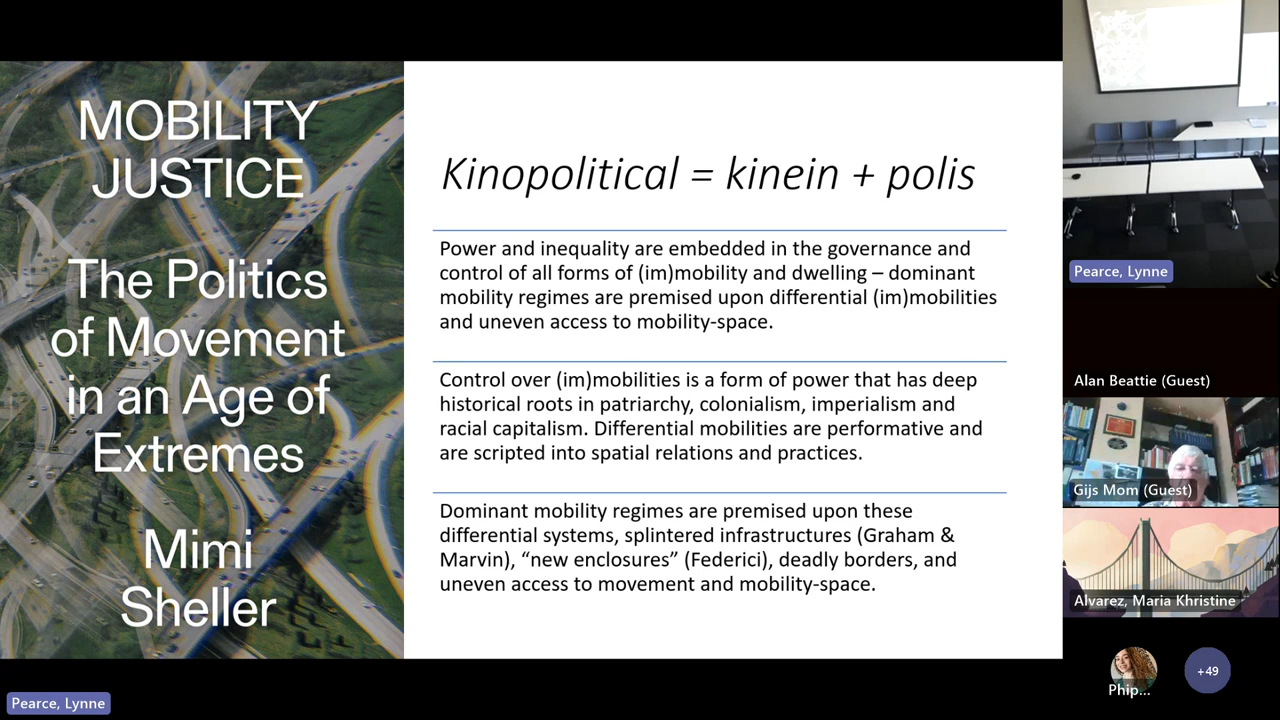 MOBILITY
JUSTICE
The Politics
of Movement
in an Age of
Extremes
Mimi
Sheller
Kinopolitical = kinein + polis
Power and inequality are embedded in the governance and
control of all forms of (im)mobility and dwelling – dominant
mobility regimes are premised upon differential (im)mobilities
and uneven access to mobility-space.
Control over (im)mobilities is a form of power that has deep
historical roots in patriarchy, colonialism, imperialism and
racial capitalism. Differential mobilities are performative and
are scripted into spatial relations and practices.
Dominant mobility regimes are premised upon these
differential systems, splintered infrastructures (Graham &
Marvin), “new enclosures” (Federici), deadly borders, and
uneven access to movement and mobility-space.
Pearce, Lynne
Alan Beattie (Guest)
Gijs Mom (Guest)
Alvarez, Maria Khristine
Phip...
+49
Pearce, Lynne